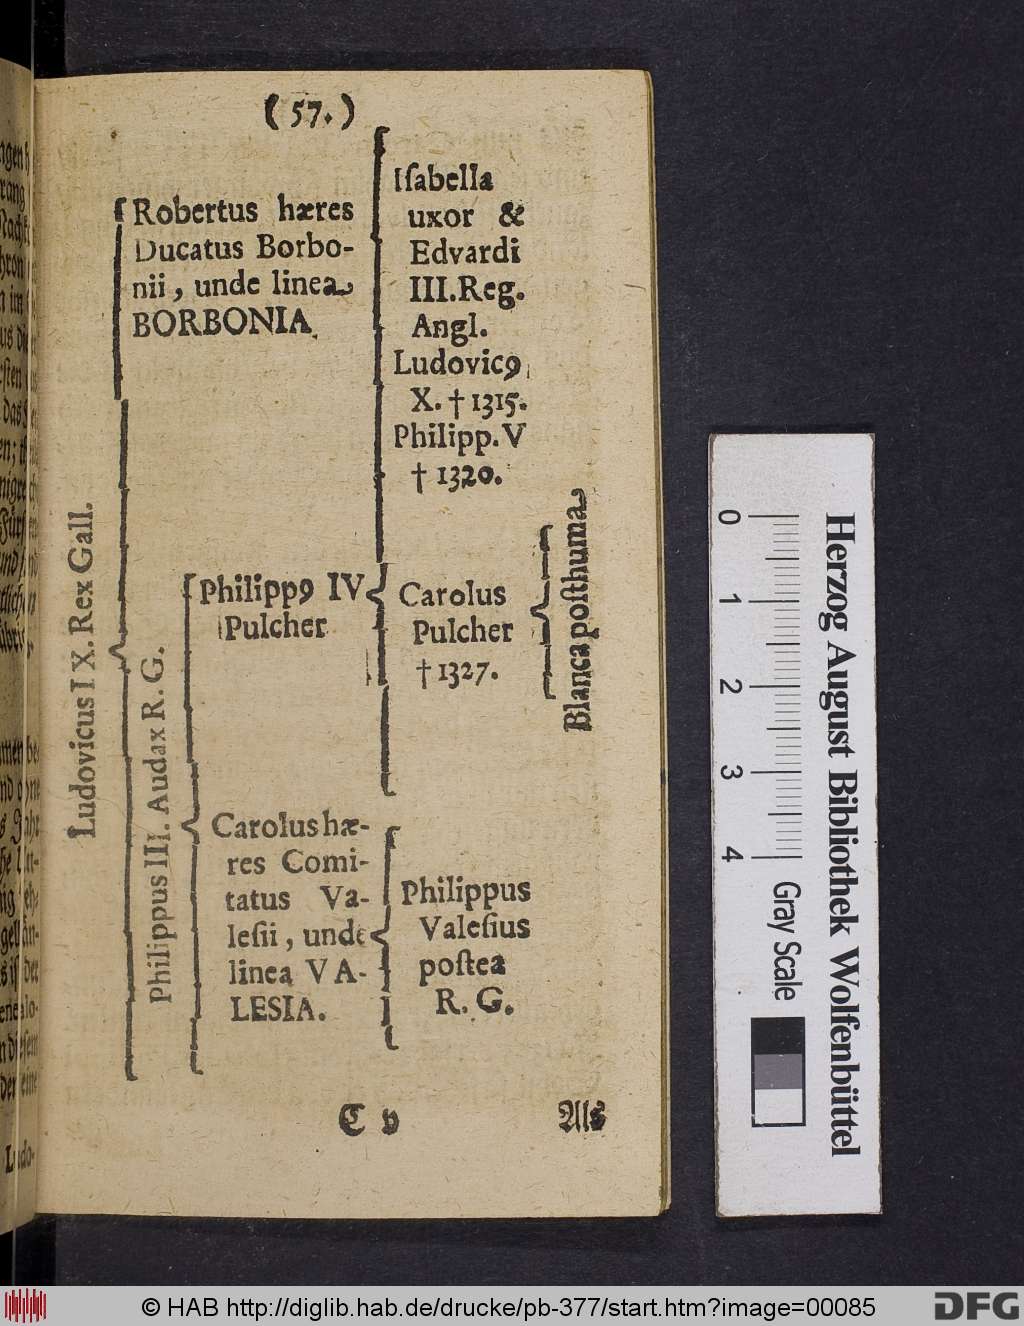 (57.)
Ludovicus IX. Rex Gall.
Robertus hæres
Ducatus Borbo-
nii, unde linea
BORBONIA.
Philippus III. Audax R. G.
Philippꝰ IV
Pulcher
Iſabella
uxor &
Edvardi
III. Reg.
Angl.
Ludovicꝰ
X. † 1315.
Philipp. V
† 1320.
Carolus
Pulcher
† 1327.
Blanca poſthuma
Carolus hæ-
res Comi-
tatus Va-
leſii, unde
linea VA-
LESIA.
Philippus
Valeſius
poſtea
R. G.
C v
Als
0
1
2
3
4
Gray Scale
Herzog August Bibliothek Wolfenbüttel
© HAB http://diglib.hab.de/drucke/pb-377/start.htm?image=00085
DFG